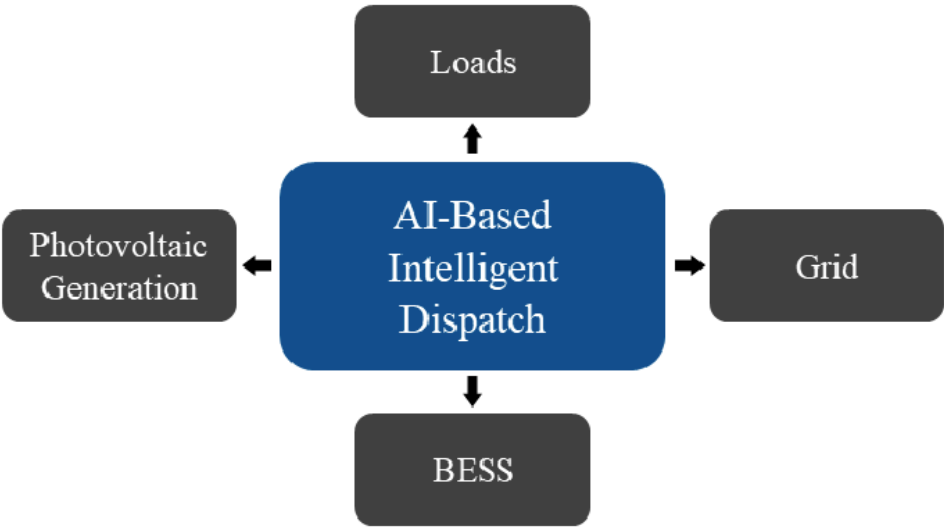 Loads
AI-Based
Intelligent
Dispatch
Photovoltaic
Generation
Grid
BESS